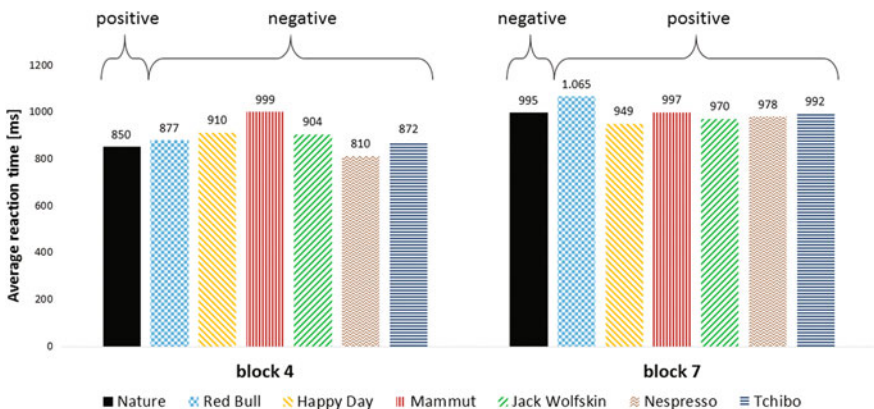 positive negative negative positive
Average reaction time [ms]
1200
1000
800
600
400
200
0
850 877 910 999 904 810 872
995 1.065 949 997 970 978 992
block 4 block 7
Nature Red Bull Happy Day Mammut Jack Wolfskin Nespresso Tchibo